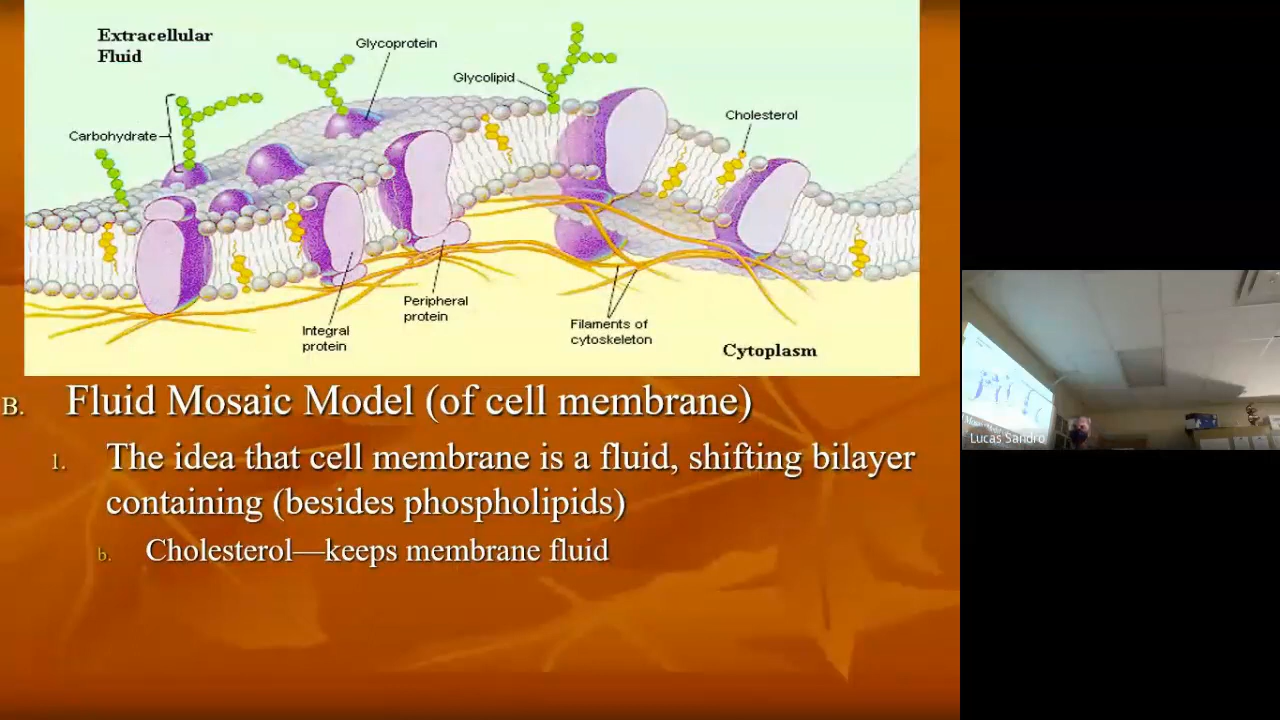 Extracellular
Fluid
Glycoprotein
Glycolipid
Cholesterol
Carbohydrate
Peripheral
protein
Integral
protein
Filaments of
cytoskeleton
Cytoplasm
B. Fluid Mosaic Model (of cell membrane)
1. The idea that cell membrane is a fluid, shifting bilayer
containing (besides phospholipids)
b. Cholesterol—keeps membrane fluid
Lucas Sandro